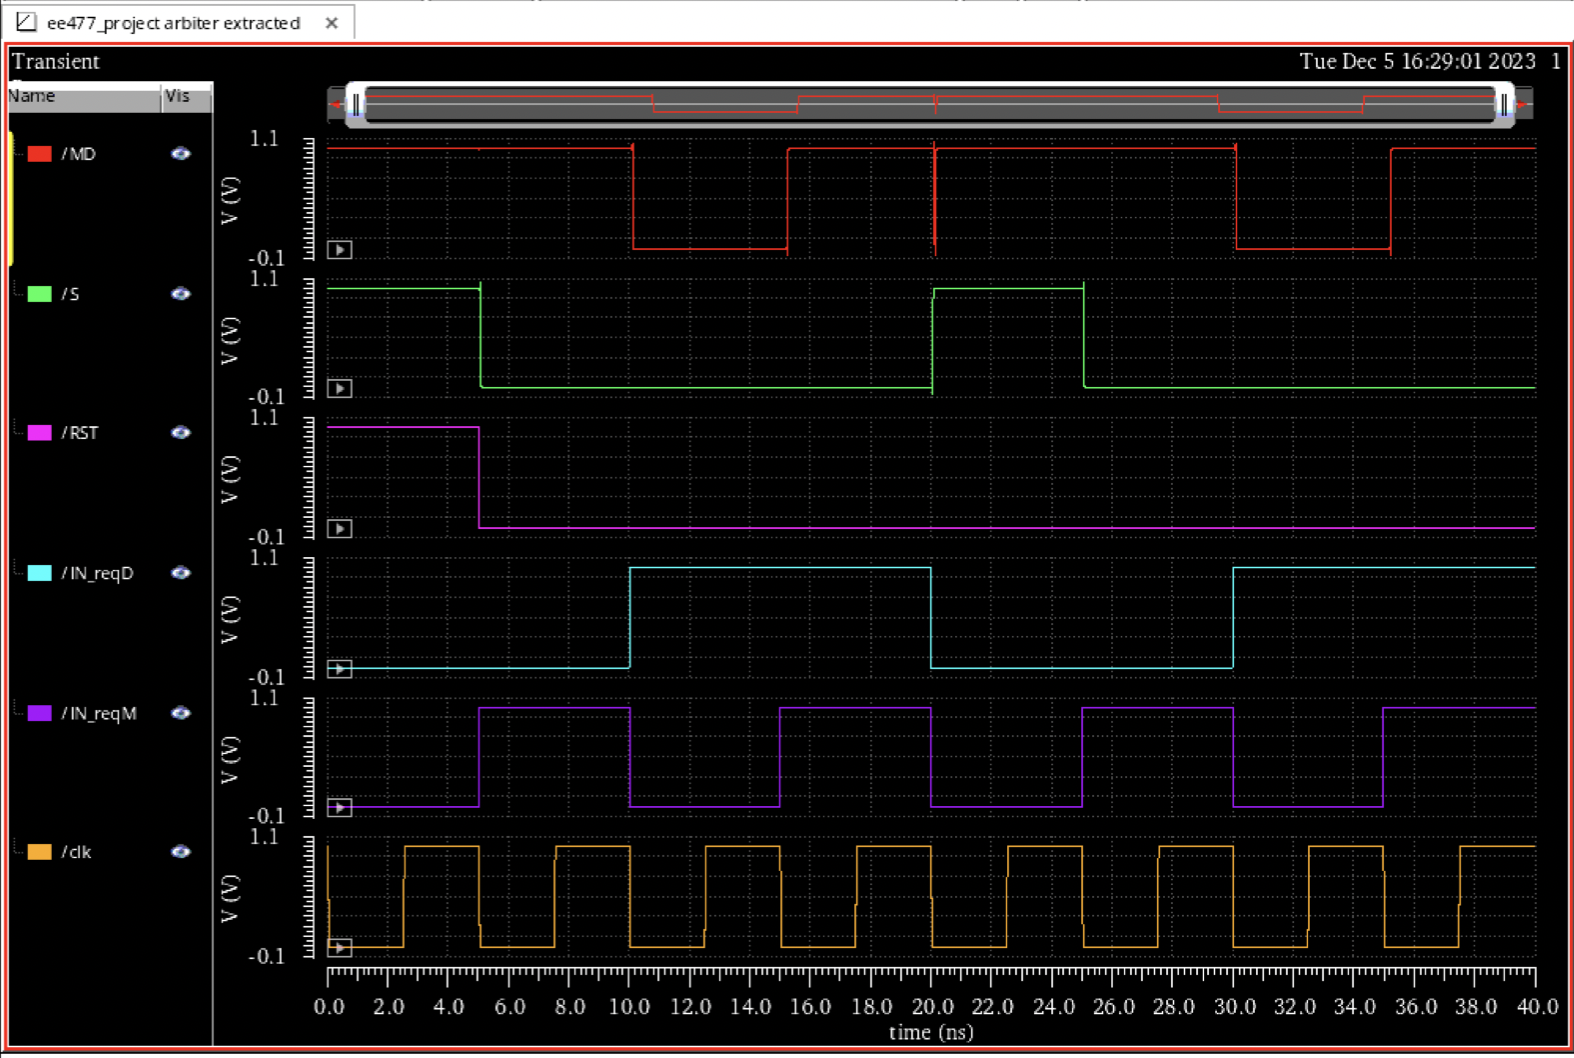 ee477_project arbiter extracted ×
Transient
Tue Dec 5 16:29:01 2023 1
Name Vis
1.1
/MD
V (V)
-0.1
1.1
/S
V (V)
-0.1
1.1
/RST
V (V)
-0.1
1.1
/IN_reqD
V (V)
-0.1
1.1
/IN_reqM
V (V)
-0.1
1.1
/clk
V (V)
-0.1
0.0 2.0 4.0 6.0 8.0 10.0 12.0 14.0 16.0 18.0 20.0 22.0 24.0 26.0 28.0 30.0 32.0 34.0 36.0 38.0 40.0
time (ns)